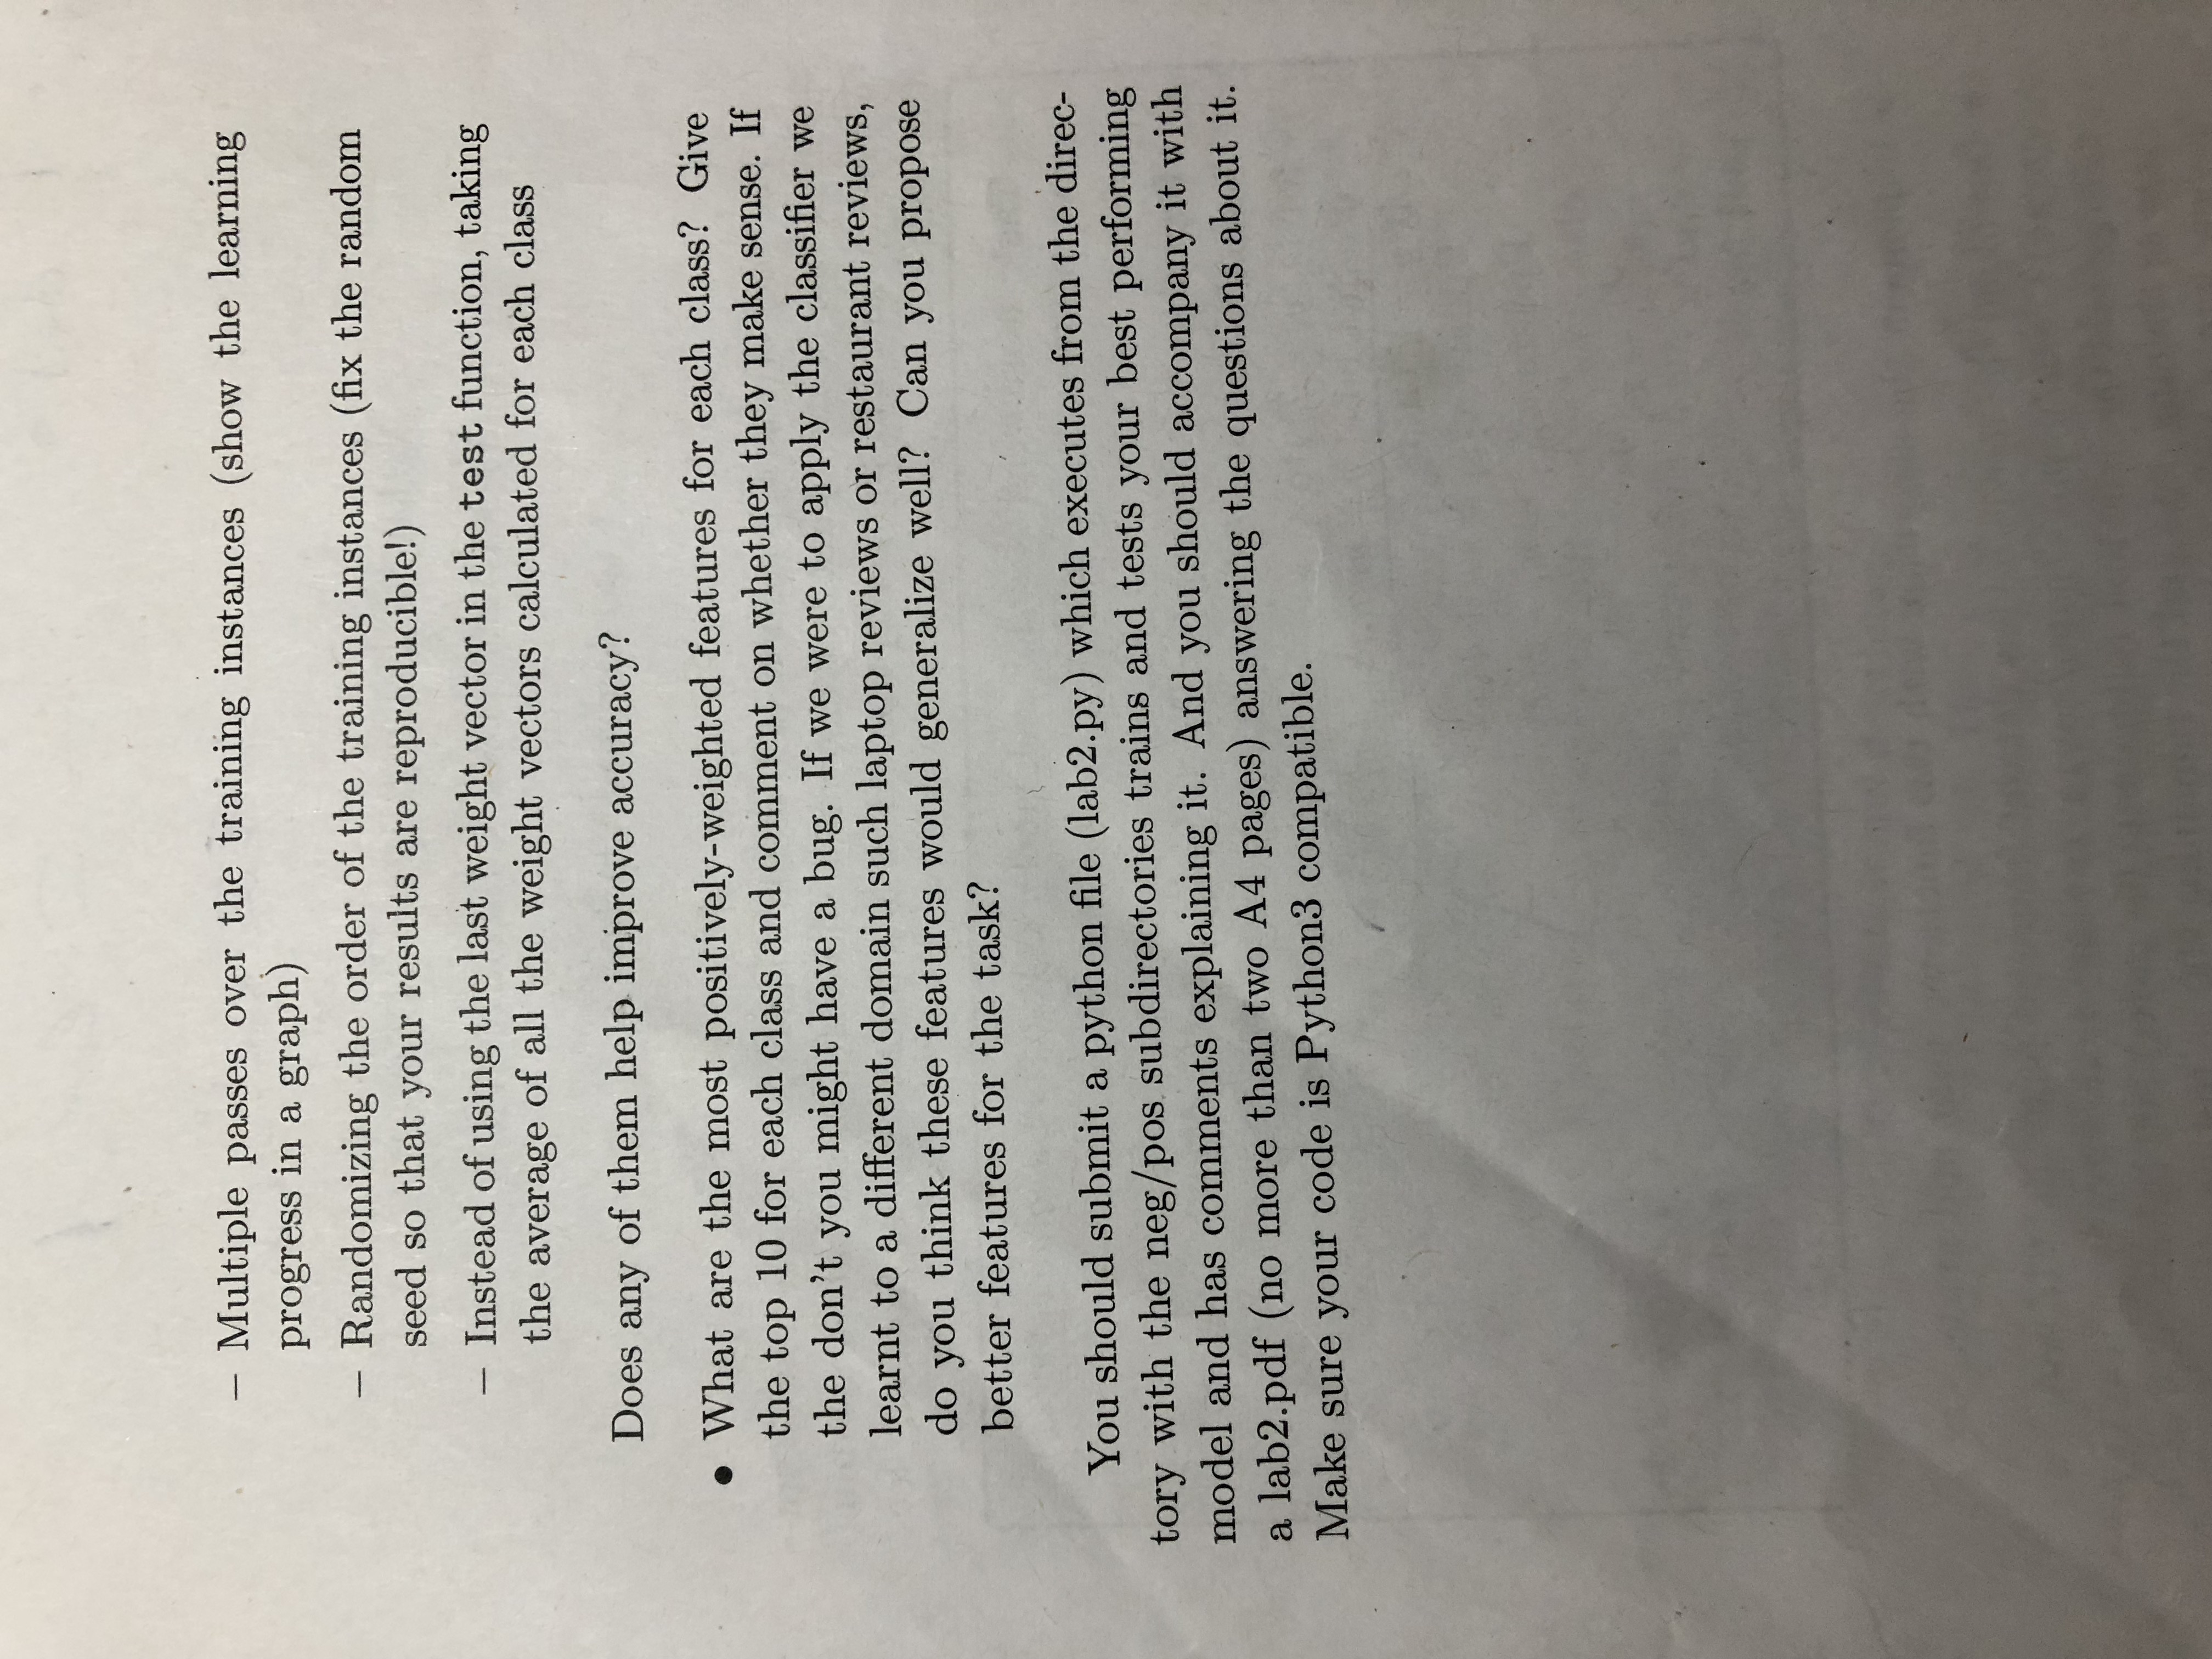 – Multiple passes over the training instances (show the learning
progress in a graph)
– Randomizing the order of the training instances (fix the random
seed so that your results are reproducible!)
– Instead of using the last weight vector in the test function, taking
the average of all the weight vectors calculated for each class
Does any of them help improve accuracy?
• What are the most positively-weighted features for each class? Give
the top 10 for each class and comment on whether they make sense. If
the don't you might have a bug. If we were to apply the classifier we
learnt to a different domain such laptop reviews or restaurant reviews,
do you think these features would generalize well? Can you propose
better features for the task?
You should submit a python file (lab2.py) which executes from the direc-
tory with the neg/pos subdirectories trains and tests your best performing
model and has comments explaining it. And you should accompany it with
a lab2.pdf (no more than two A4 pages) answering the questions about it.
Make sure your code is Python3 compatible.